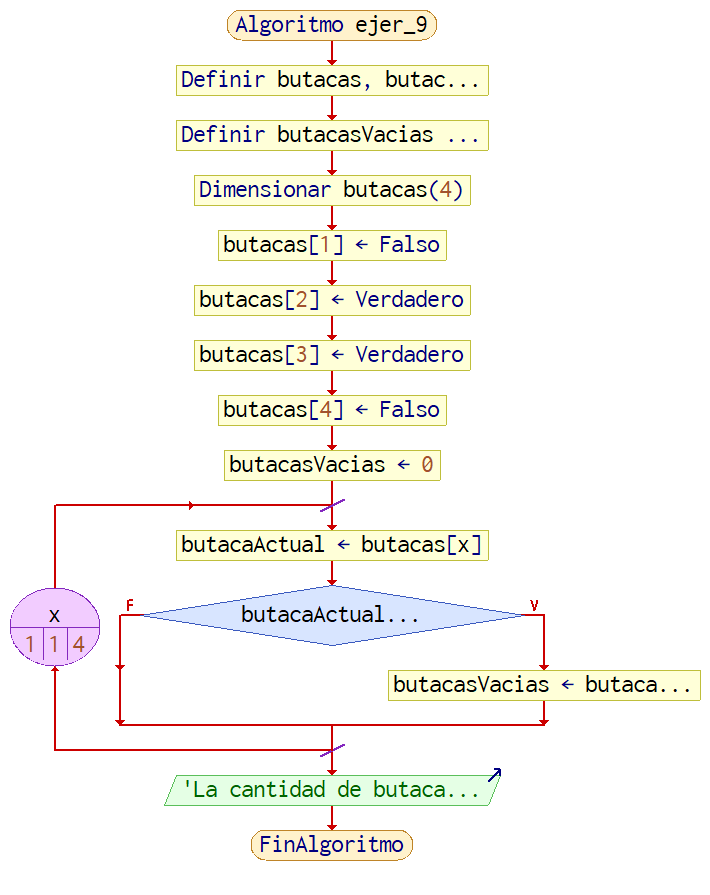 Algoritmo ejer_9
Definir butacas, butac...
Definir butacasVacias ...
Dimensionar butacas(4)
butacas[1] ← Falso
butacas[2] ← Verdadero
butacas[3] ← Verdadero
butacas[4] ← Falso
butacasVacias ← 0
butacaActual ← butacas[x]
x
1 1 4
F
butacaActual...
V
butacasVacias ← butaca...
'La cantidad de butaca...
FinAlgoritmo